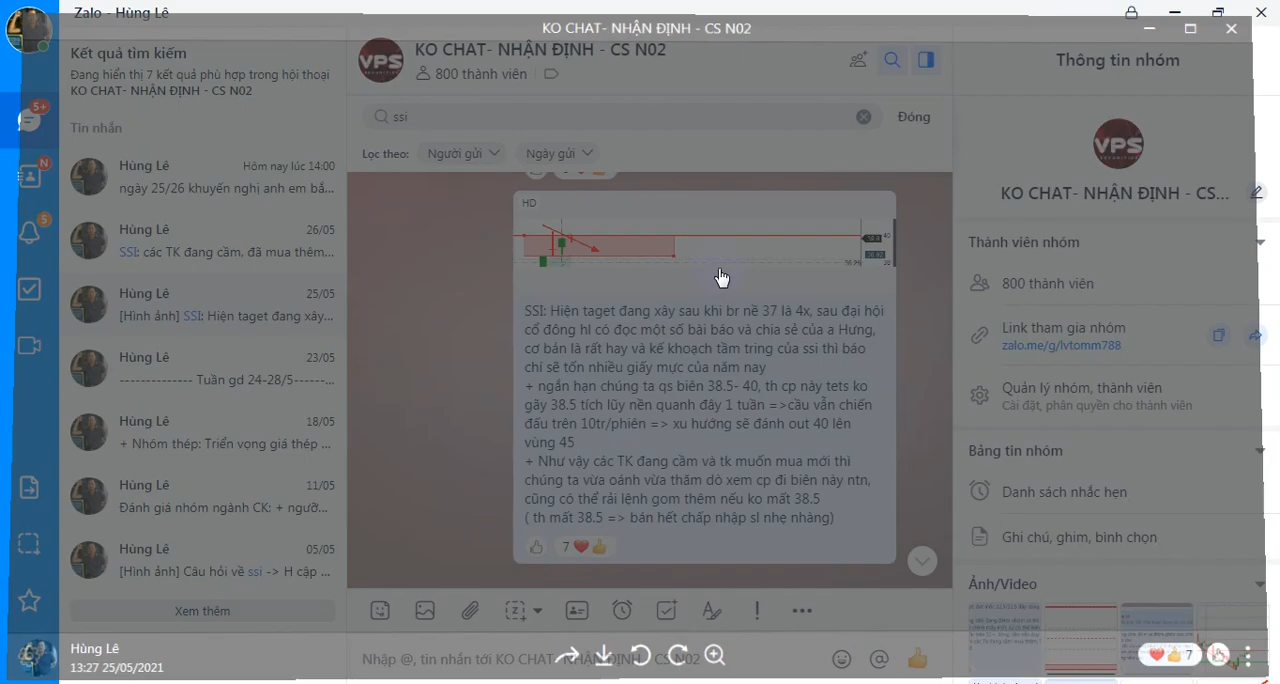 Zalo - Hùng Lê
KO CHAT- NHẬN ĐỊNH - CS N02
5+
N
5
Kết quả tìm kiếm
Đang hiển thị 7 kết quả phù hợp trong hội thoại
KO CHAT- NHẬN ĐỊNH - CS N02
Tin nhắn
Hùng Lê
Hôm nay lúc 14:00
ngày 25/26 khuyến nghị anh em bắ...
Hùng Lê
26/05
SSI: các TK đang cầm, đã mua thêm...
Hùng Lê
25/05
[Hình ảnh] SSI: Hiện taget đang xây...
Hùng Lê
23/05
-------------- Tuần gd 24-28/5-------...
Hùng Lê
18/05
+ Nhóm thép: Triển vọng giá thép ...
Hùng Lê
11/05
Đánh giá nhóm ngành CK: + ngưỡ...
Hùng Lê
05/05
[Hình ảnh] Câu hỏi về ssi -> H cập ...
Xem thêm
Hùng Lê
13:27 25/05/2021
VPS
KO CHAT- NHẬN ĐỊNH - CS N02
800 thành viên
ssi
Đóng
Lọc theo:
Người gửi
Ngày gửi
HD
SSI: Hiện taget đang xây sau khi br nề 37 là 4x, sau đại hội
cổ đông hl có đọc một số bài báo và chia sẻ của a Hưng,
cơ bản là rất hay và kế khoạch tầm trịng của ssi thì báo
chí sẽ tốn nhiều giấy mực của năm nay
+ ngắn hạn chúng ta qs biên 38.5- 40, th cp này tets ko
gãy 38.5 tích lũy nền quanh đây 1 tuần =>cầu vẫn chiến
đấu trên 10tr/phiên => xu hướng sẽ đánh out 40 lên
vùng 45
+ Như vậy các TK đang cầm và tk muốn mua mới thì
chúng ta vừa oánh vừa thăm dò xem cp đi biên này ntn,
cũng có thể rải lệnh gom thêm nếu ko mất 38.5
( th mất 38.5 => bán hết chấp nhập sl nhẹ nhàng)
7
Nhập @, tin nhắn tới KO CHAT- NHẬN ĐỊNH - CS N02
Thông tin nhóm
VPS
KO CHAT- NHẬN ĐỊNH - CS...
Thành viên nhóm
800 thành viên
Link tham gia nhóm
zalo.me/g/lvtomm788
Quản lý nhóm, thành viên
Cài đặt, phân quyền cho thành viên
Bảng tin nhóm
Danh sách nhắc hẹn
Ghi chú, ghim, bình chọn
Ảnh/Video
7